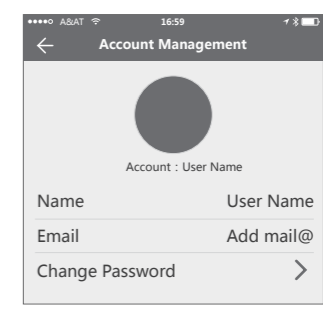 A&AT 16:59
Account Management
Account : User Name
Name User Name
Email Add mail@
Change Password